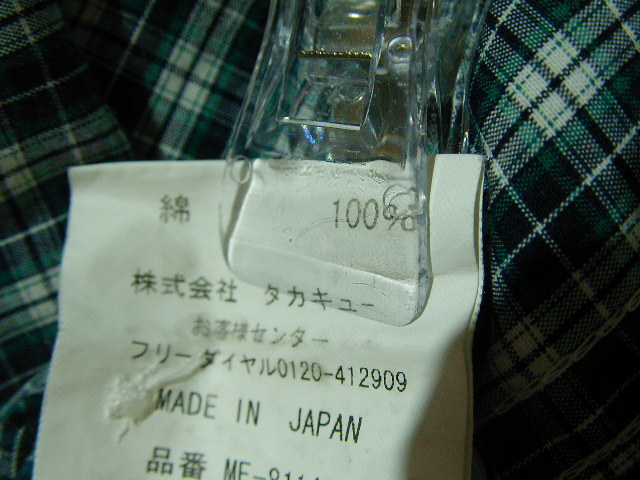 綿 100%
株式会社 タカキュー
お客様センター
フリーダイヤル0120-412909
MADE IN JAPAN
品番